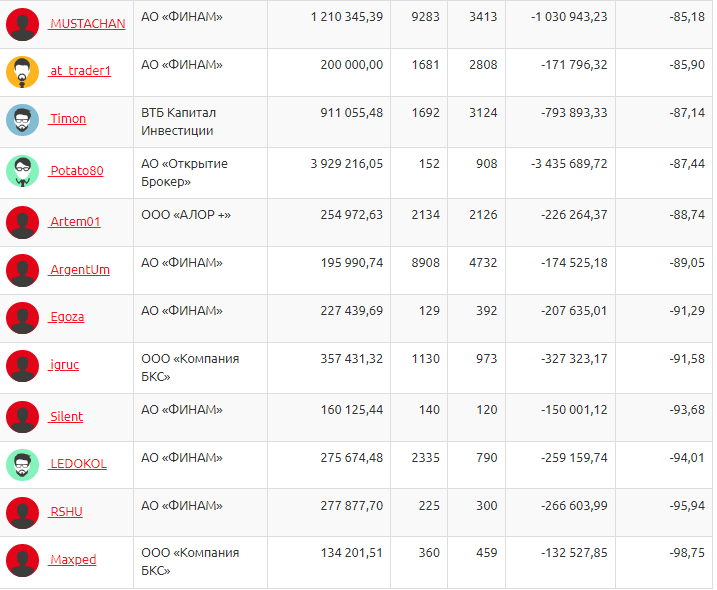 MUSTACHAN АО «ФИНАМ» 1 210 345,39 9283 3413 -1 030 943,23 -85,18
at_trader1 АО «ФИНАМ» 200 000,00 1681 2808 -171 796,32 -85,90
Timon ВТБ Капитал 911 055,48 1692 3124 -793 893,33 -87,14
Инвестиции
Potato80 АО «Открытие 3 929 216,05 152 908 -3 435 689,72 -87,44
Брокер»
Artem01 ООО «АЛОР +» 254 972,63 2134 2126 -226 264,37 -88,74
ArgentUm АО «ФИНАМ» 195 990,74 8908 4732 -174 525,18 -89,05
Egoza АО «ФИНАМ» 227 439,69 129 392 -207 635,01 -91,29
igruc ООО «Компания 357 431,32 1130 973 -327 323,17 -91,58
БКС»
Silent АО «ФИНАМ» 160 125,44 140 120 -150 001,12 -93,68
LEDOKOL АО «ФИНАМ» 275 674,48 2335 790 -259 159,74 -94,01
RSHU АО «ФИНАМ» 277 877,70 225 300 -266 603,99 -95,94
Maxped ООО «Компания 134 201,51 360 459 -132 527,85 -98,75
БКС»